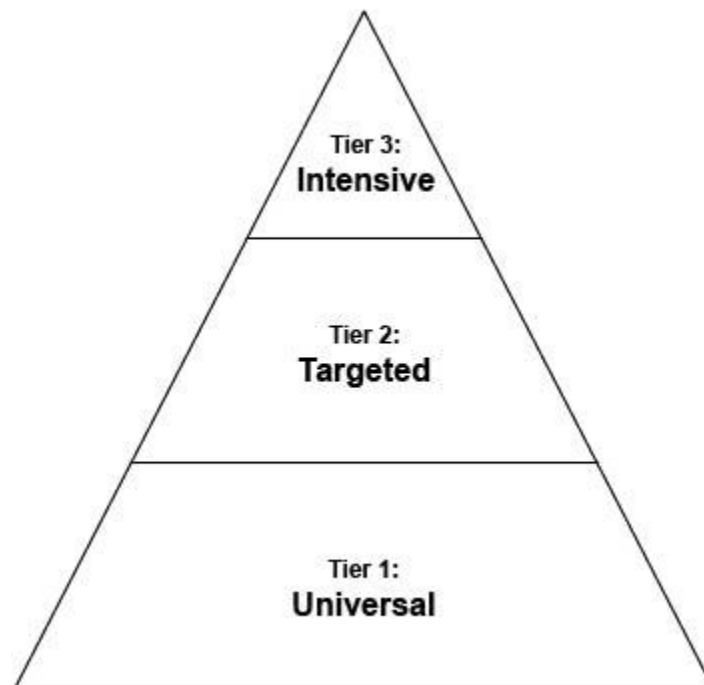 Tier 3:
Intensive
Tier 2:
Targeted
Tier 1:
Universal